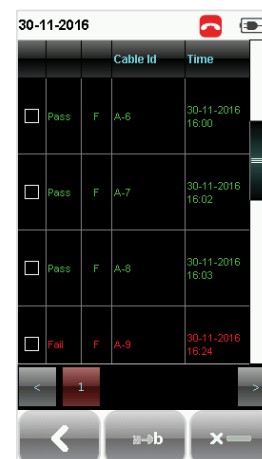 30-11-2016
Cable Id Time
Pass F A-6 30-11-2016 16:00
Pass F A-7 30-11-2016 16:02
Pass F A-8 30-11-2016 16:03
Fail F A-9 30-11-2016 16:24
< 1 >
a→b